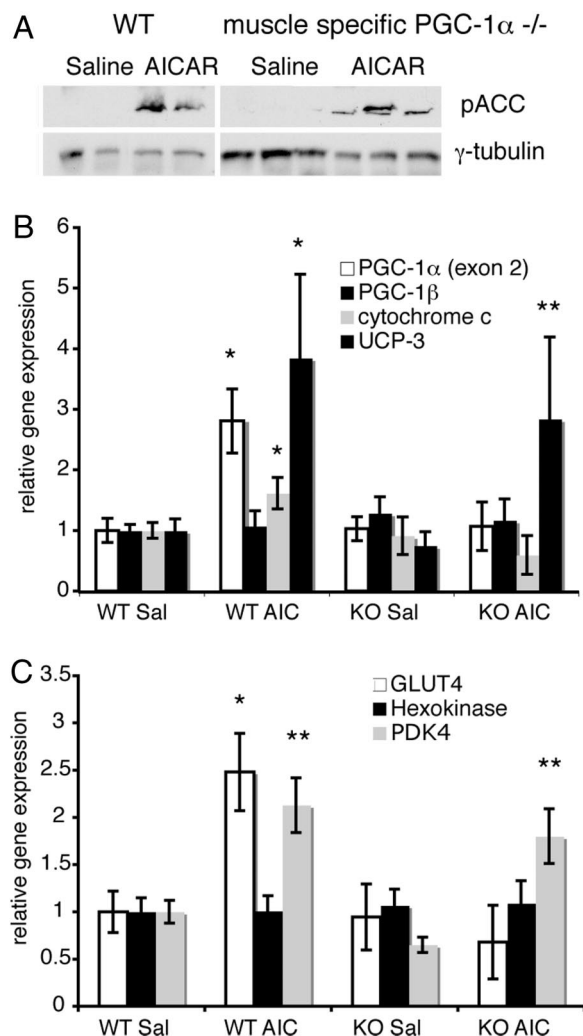 A
WT muscle specific PGC-1α -/-
Saline AICAR Saline AICAR
pACC
γ-tubulin
B
6
5
4
3
2
1
0
relative gene expression
PGC-1α (exon 2)
PGC-1β
cytochrome c
UCP-3
*
*
*
**
WT Sal WT AIC KO Sal KO AIC
C
3.5
3
2.5
2
1.5
1
0.5
0
relative gene expression
GLUT4
Hexokinase
PDK4
*
**
**
WT Sal WT AIC KO Sal KO AIC